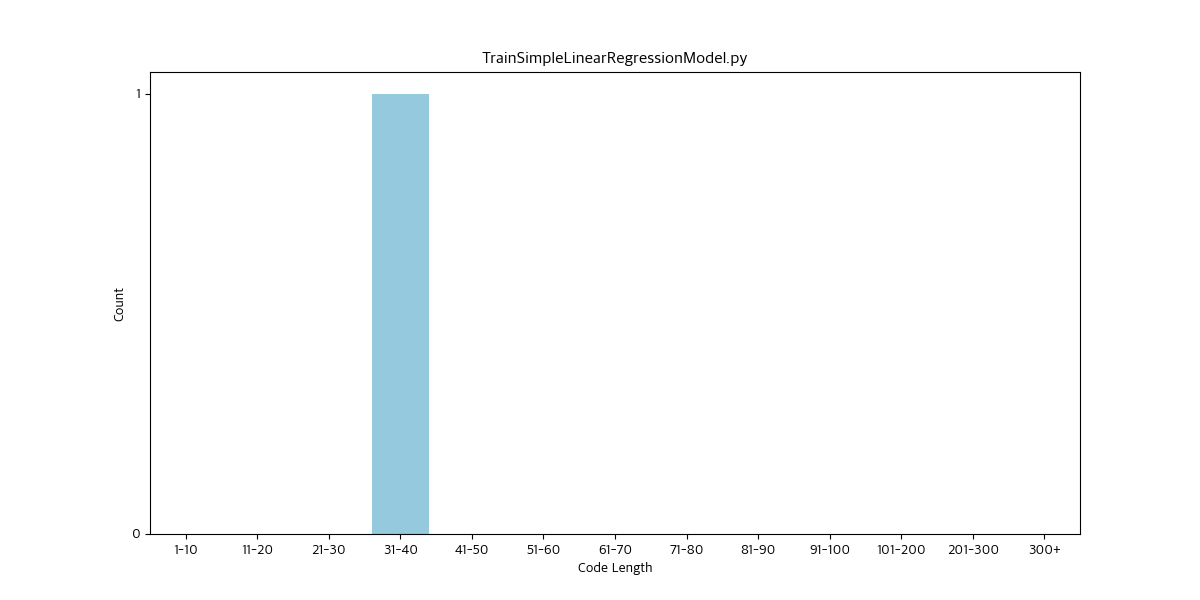 TrainSimpleLinearRegressionModel.py
1
Count
0
1-10 11-20 21-30 31-40 41-50 51-60 61-70 71-80 81-90 91-100 101-200 201-300 300+
Code Length